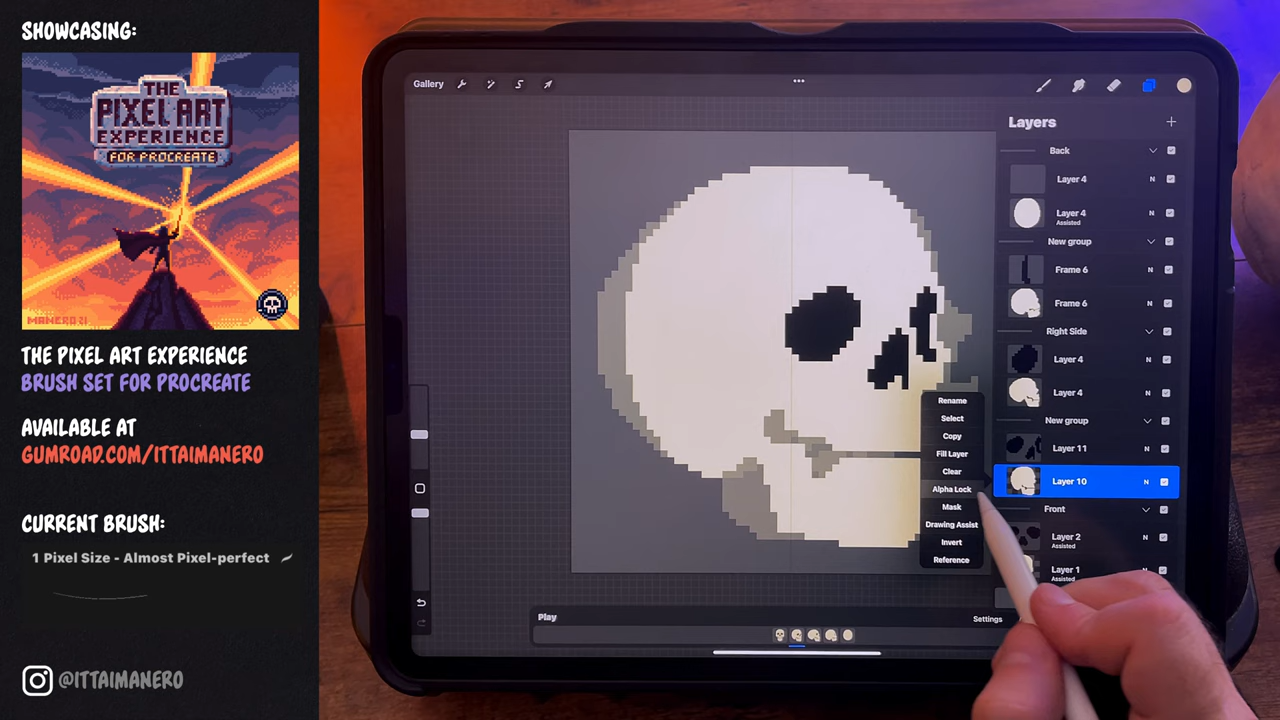 SHOWCASING:
THE
PIXEL ART
EXPERIENCE
FOR PROCREATE
MANERO 21
THE PIXEL ART EXPERIENCE
BRUSH SET FOR PROCREATE
AVAILABLE AT
GUMROAD.COM/ITTAIMANERO
CURRENT BRUSH:
1 Pixel Size - Almost Pixel-perfect
@ITTAIMANERO
Gallery
Layers
Back
Layer 4 N
Layer 4 N
Assisted
New group
Frame 6 N
Frame 6 N
Right Side
Layer 4 N
Layer 4 N
New group
Layer 11 N
Layer 10 N
Front
Layer 2 N
Assisted
Layer 1 N
Assisted
Rename
Select
Copy
Fill Layer
Clear
Alpha Lock
Mask
Drawing Assist
Invert
Reference
Play
Settings